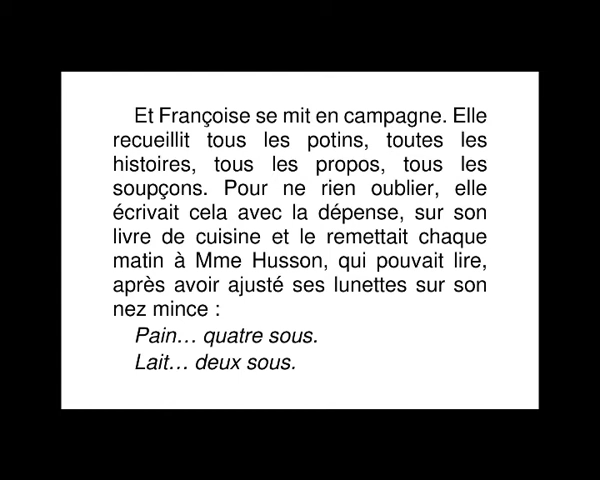 Et Françoise se mit en campagne. Elle
recueillit tous les potins, toutes les
histoires, tous les propos, tous les
soupçons. Pour ne rien oublier, elle
écrivait cela avec la dépense, sur son
livre de cuisine et le remettait chaque
matin à Mme Husson, qui pouvait lire,
après avoir ajusté ses lunettes sur son
nez mince :
Pain… quatre sous.
Lait… deux sous.